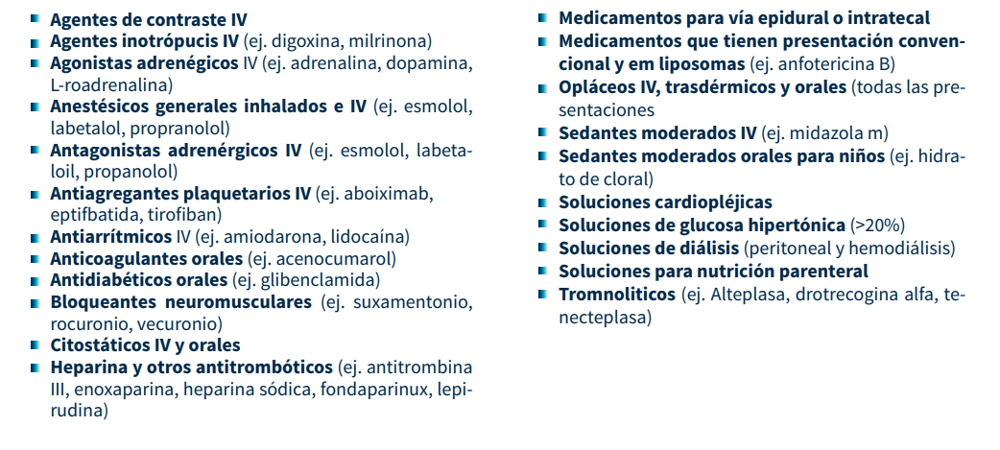 Agentes de contraste IV
Agentes inotrópucis IV (ej. digoxina, milrinona)
Agonistas adrenégicos IV (ej. adrenalina, dopamina,
L-roadrenalina)
Anestésicos generales inhalados e IV (ej. esmolol,
labetalol, propranolol)
Antagonistas adrenérgicos IV (ej. esmolol, labeta-
loil, propanolol)
Antiagregantes plaquetarios IV (ej. aboiximab,
eptifbatida, tirofiban)
Antiarrítmicos IV (ej. amiodarona, lidocaína)
Anticoagulantes orales (ej. acenocumarol)
Antidiabéticos orales (ej. glibenclamida)
Bloqueantes neuromusculares (ej. suxamentonio,
rocuronio, vecuronio)
Citostáticos IV y orales
Heparina y otros antitrombóticos (ej. antitrombina
III, enoxaparina, heparina sódica, fondaparinux, lepi-
rudina)
Medicamentos para vía epidural o intratecal
Medicamentos que tienen presentación conven-
cional y em liposomas (ej. anfotericina B)
Opláceos IV, trasdérmicos y orales (todas las pre-
sentaciones
Sedantes moderados IV (ej. midazola m)
Sedantes moderados orales para niños (ej. hidra-
to de cloral)
Soluciones cardiopléjicas
Soluciones de glucosa hipertónica (>20%)
Soluciones de diálisis (peritoneal y hemodiálisis)
Soluciones para nutrición parenteral
Tromnoliticos (ej. Alteplasa, drotrecogina alfa, te-
necteplasa)